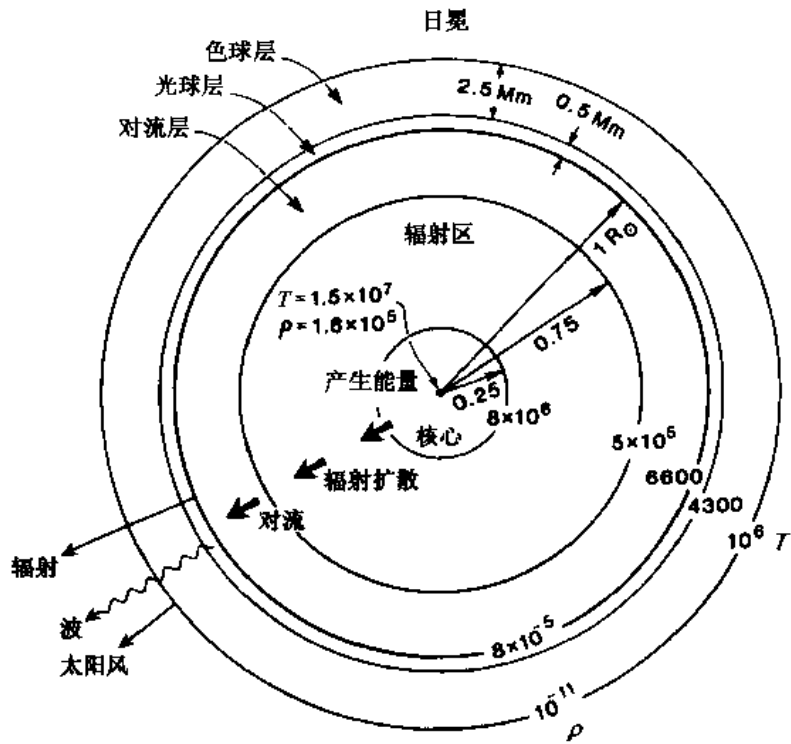 日冕
色球层
光球层
对流层
2.5 Mm
0.5 Mm
辐射区
1 R⊙
T = 1.5×10⁷
ρ = 1.6×10⁵
0.75
产生能量
0.25
8×10⁶
核心
5×10⁵
辐射扩散
6600
对流
4300
10⁶ T
辐射
波
太阳风
8×10⁻⁵
10⁻¹¹
ρ